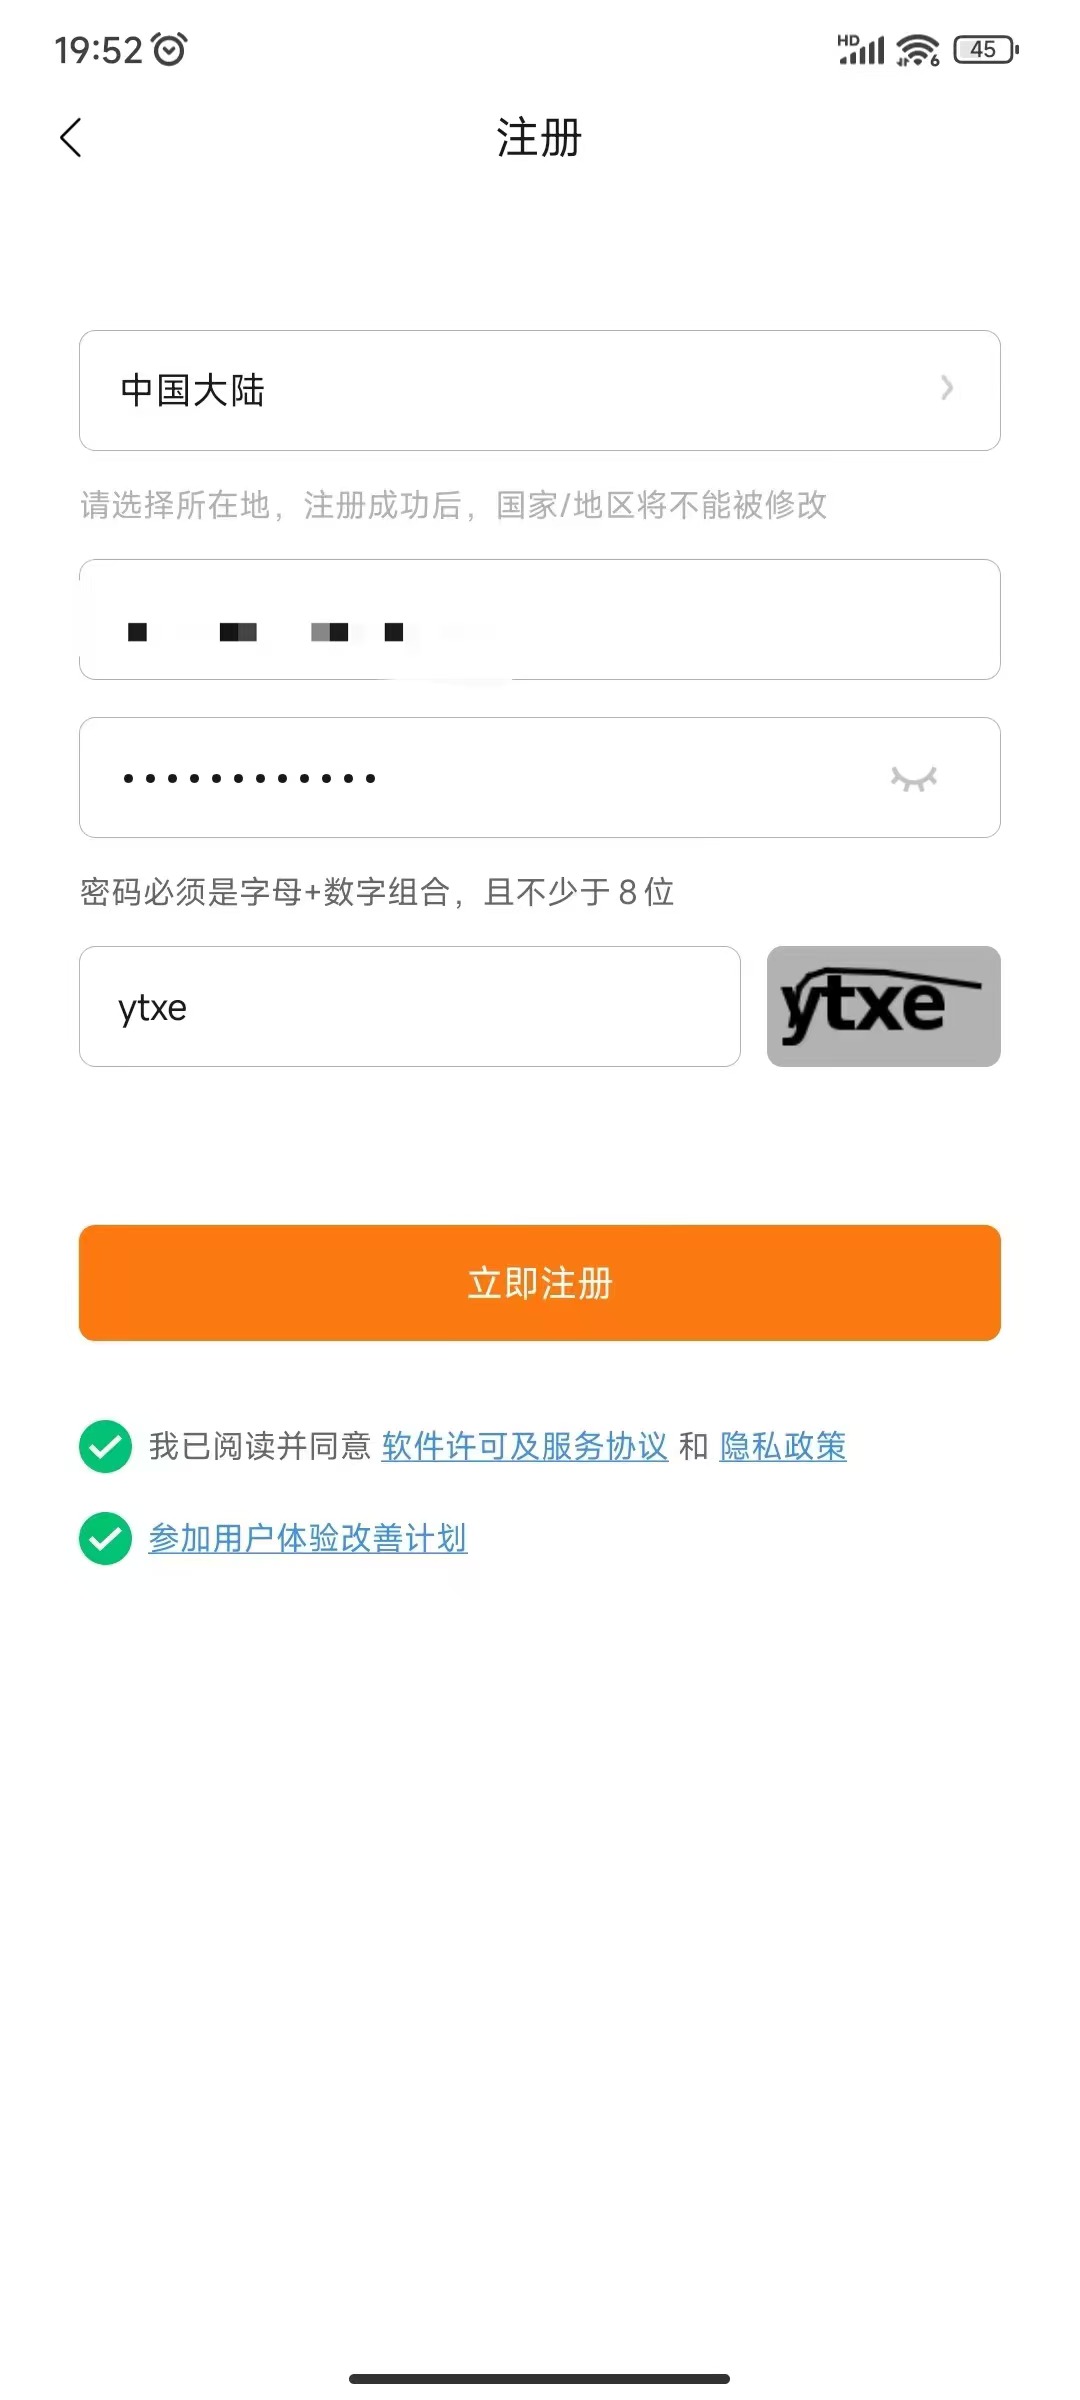 19:52 HD 6 45
注册
中国大陆
请选择所在地，注册成功后，国家/地区将不能被修改
••••••••••••
密码必须是字母+数字组合，且不少于8位
ytxe ytxe
立即注册
我已阅读并同意 软件许可及服务协议 和 隐私政策
参加用户体验改善计划